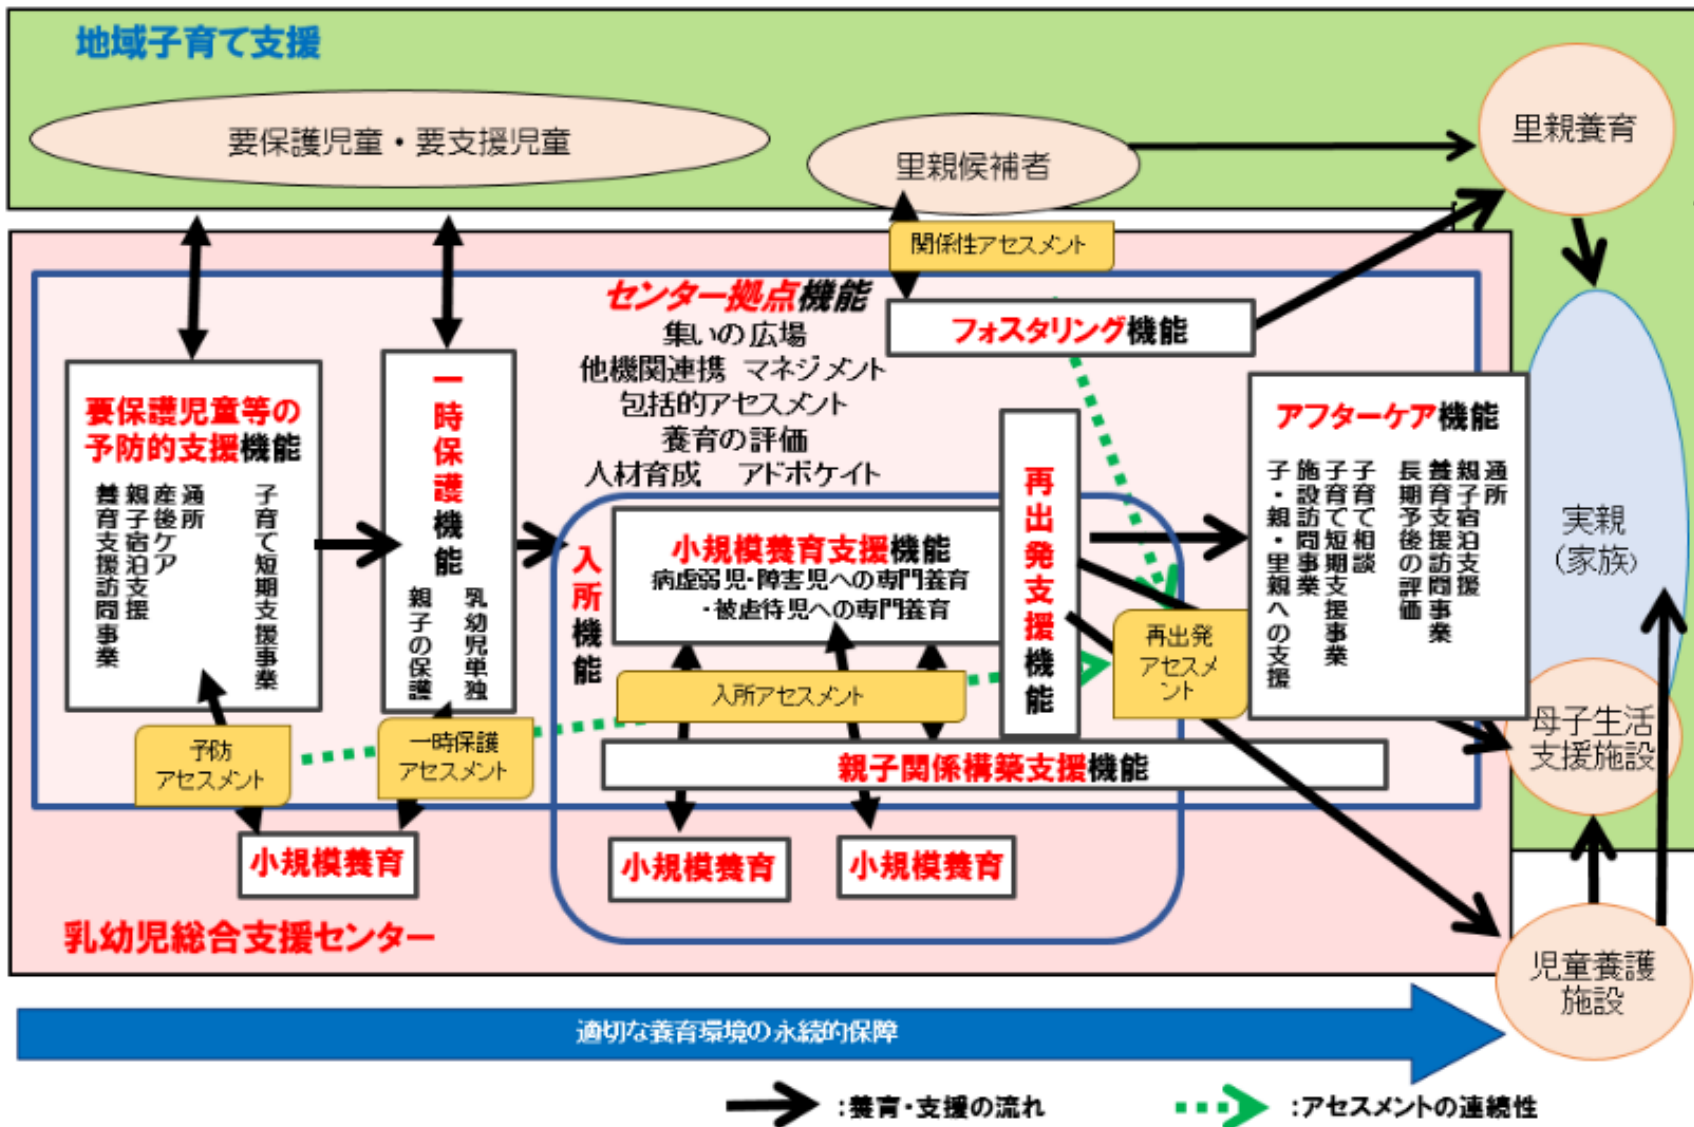 地域子育て支援
要保護児童・要支援児童
里親候補者
里親養育
関係性アセスメント
センター拠点機能
集いの広場
他機関連携 マネジメント
包括的アセスメント
養育の評価
人材育成 アドボケイト
フォスタリング機能
要保護児童等の
予防的支援機能
子育て短期支援事業
通所
産後ケア
親子宿泊支援
養育支援訪問事業
一時保護機能
乳幼児単独
親子の保護
入所機能
小規模養育支援機能
病虚弱児・障害児への専門養育
・被虐待児への専門養育
再出発支援機能
アフターケア機能
通所
親子宿泊支援
養育支援訪問事業
長期予後の評価
子育て相談
子育て短期支援事業
施設訪問事業
子・親・里親への支援
実親
(家族)
予防
アセスメント
一時保護
アセスメント
入所アセスメント
再出発
アセスメ
ント
親子関係構築支援機能
母子生活
支援施設
小規模養育
小規模養育
小規模養育
乳幼児総合支援センター
児童養護
施設
適切な養育環境の永続的保障
:養育・支援の流れ
:アセスメントの連続性